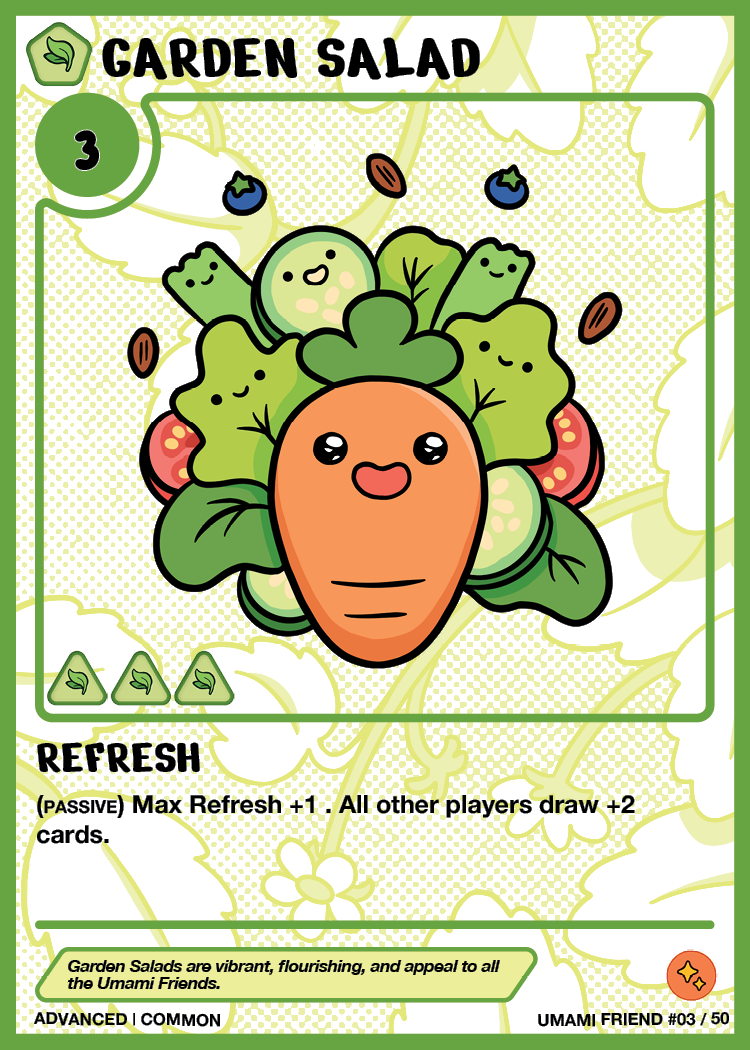 GARDEN SALAD
3
REFRESH
(PASSIVE) Max Refresh +1 . All other players draw +2
cards.
Garden Salads are vibrant, flourishing, and appeal to all
the Umami Friends.
ADVANCED | COMMON
UMAMI FRIEND #03 / 50